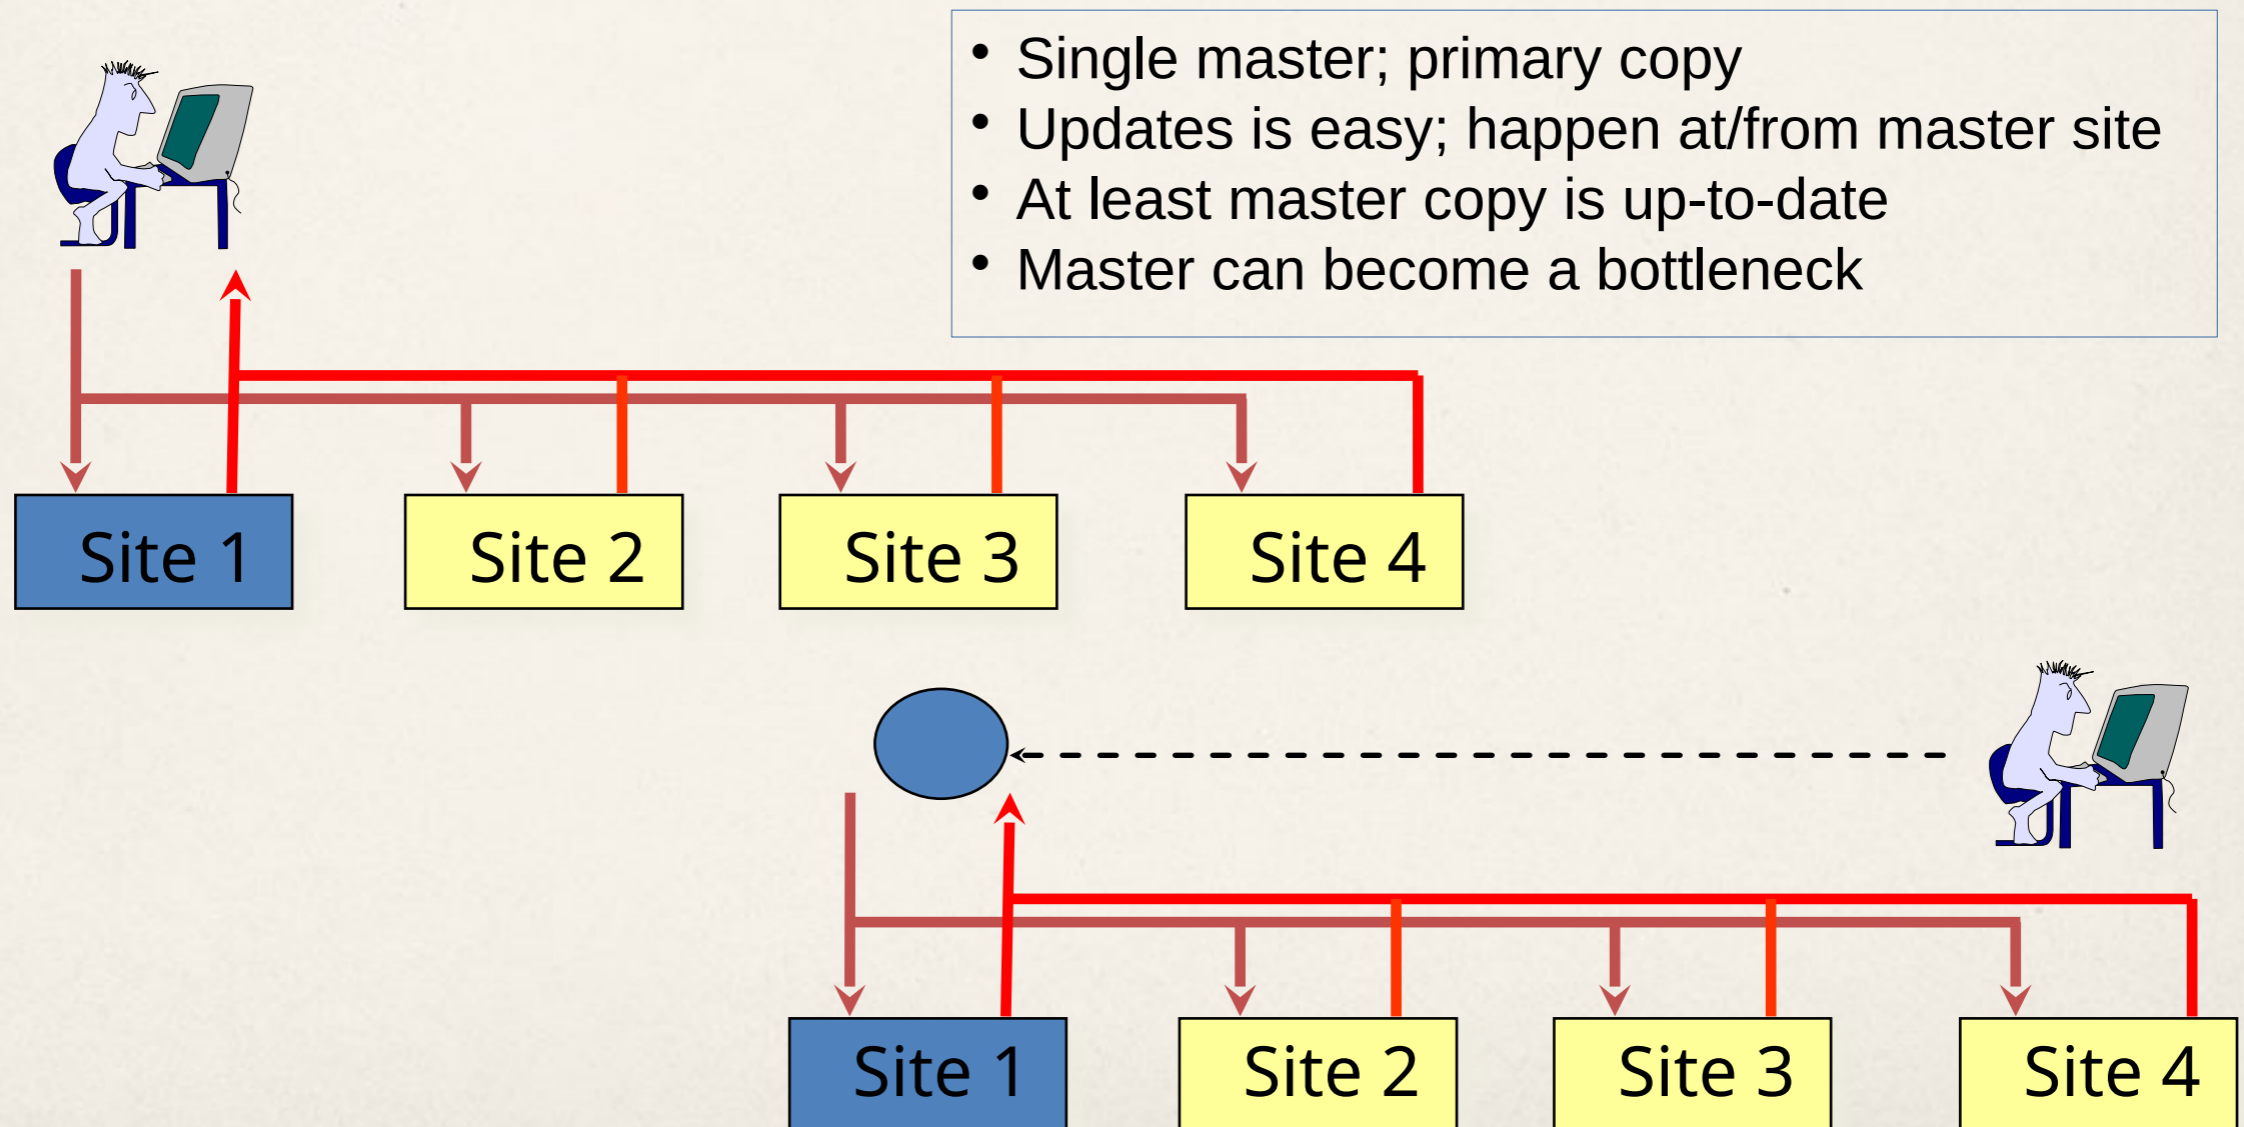 • Single master; primary copy
• Updates is easy; happen at/from master site
• At least master copy is up-to-date
• Master can become a bottleneck
Site 1
Site 2
Site 3
Site 4
Site 1
Site 2
Site 3
Site 4